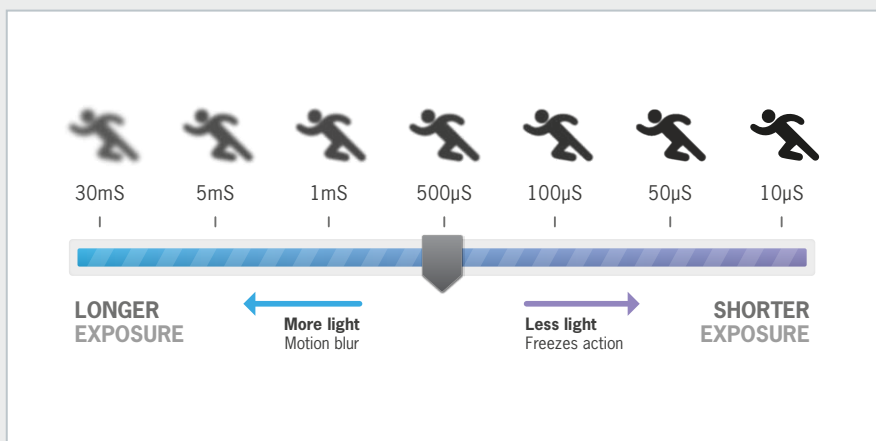 30mS 5mS 1mS 500µS 100µS 50µS 10µS
LONGER
EXPOSURE
More light
Motion blur
Less light
Freezes action
SHORTER
EXPOSURE